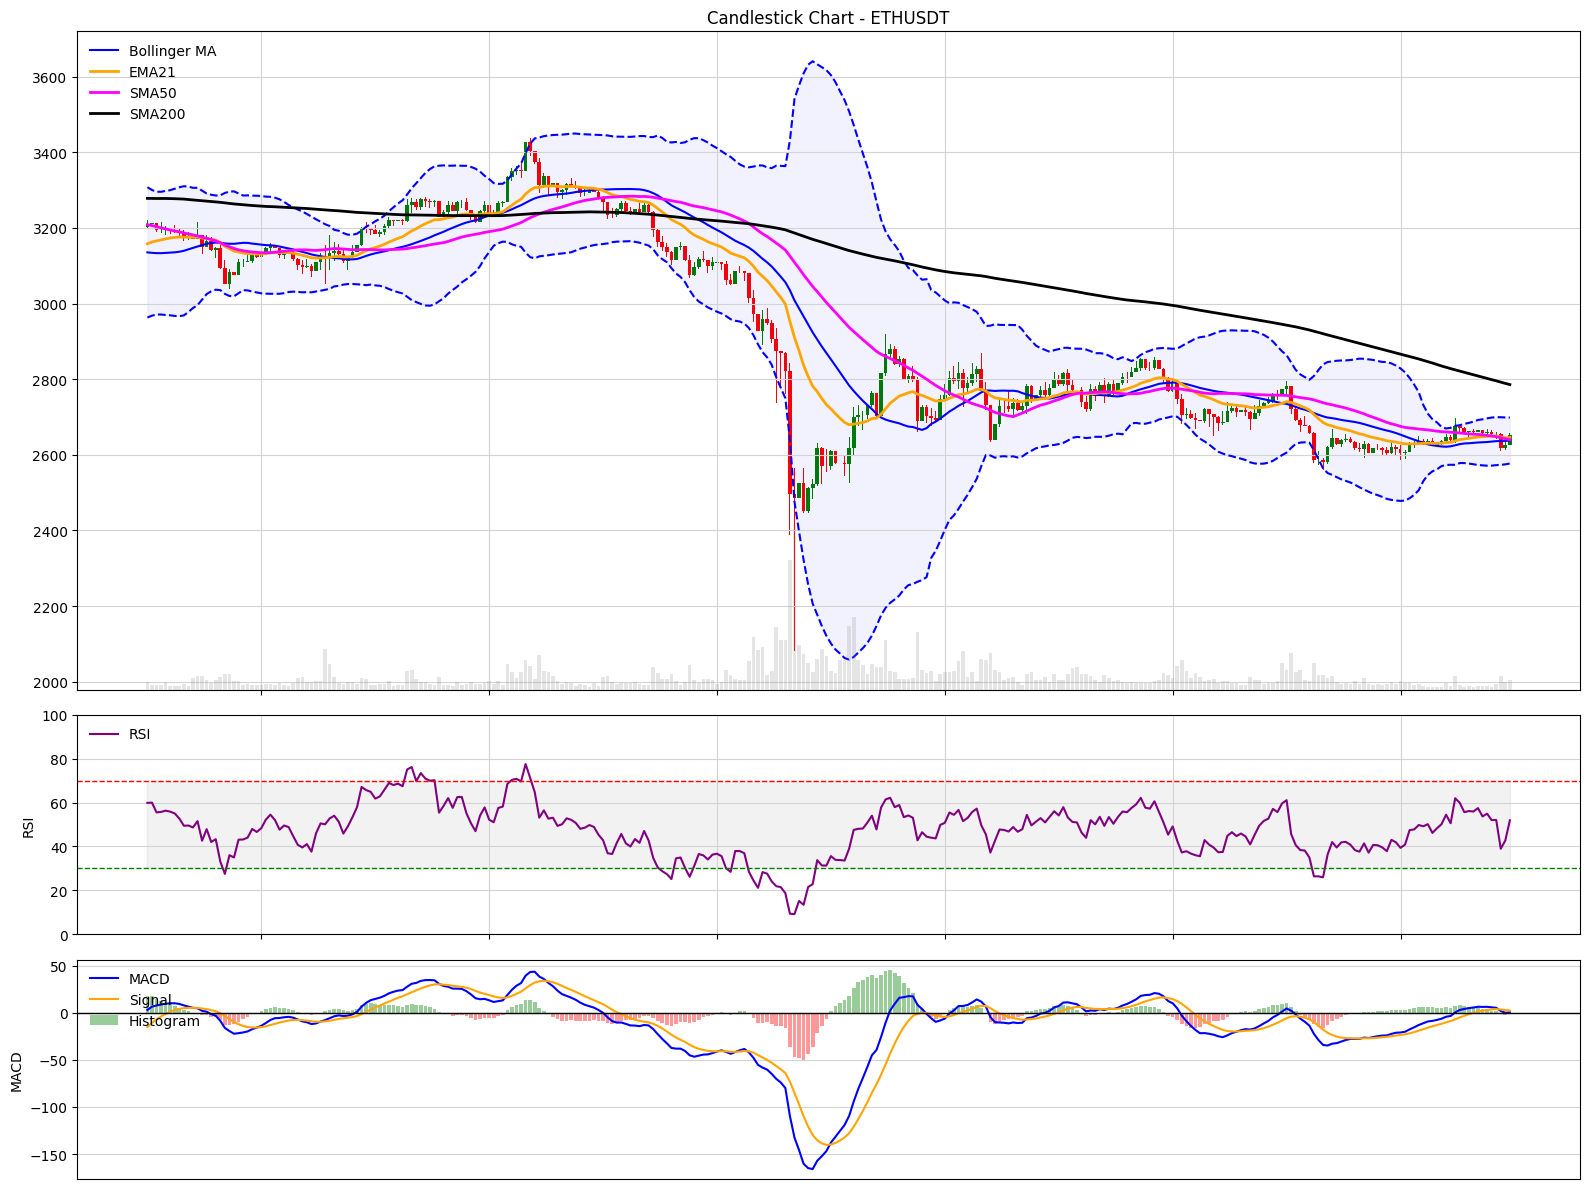 Candlestick Chart - ETHUSDT
Bollinger MA
EMA21
SMA50
SMA200
3600
3400
3200
3000
2800
2600
2400
2200
2000
RSI
100
80
60
40
20
0
RSI
MACD
Signal
Histogram
50
0
−50
−100
−150
MACD